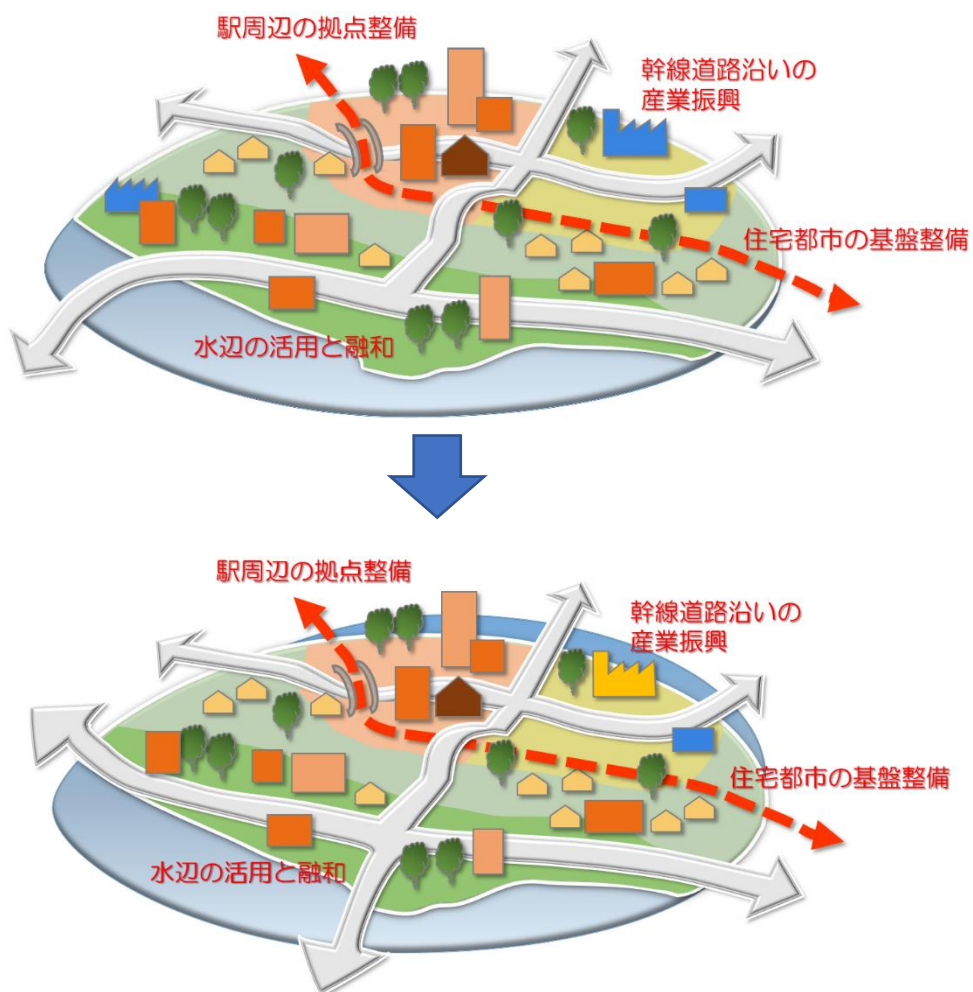 駅周辺の拠点整備
幹線道路沿いの
産業振興
住宅都市の基盤整備
水辺の活用と融和
駅周辺の拠点整備
幹線道路沿いの
産業振興
住宅都市の基盤整備
水辺の活用と融和